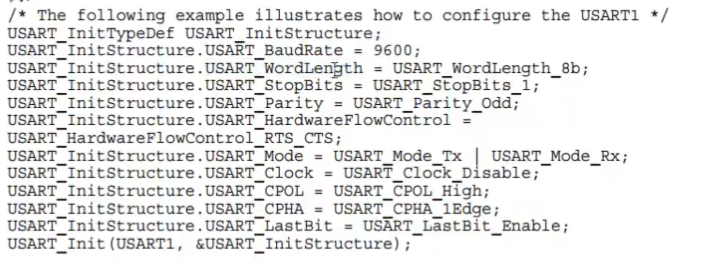 /* The following example illustrates how to configure the USART1 */
USART_InitTypeDef USART_InitStructure;
USART_InitStructure.USART_BaudRate = 9600;
USART_InitStructure.USART_WordLength = USART_WordLength_8b;
USART_InitStructure.USART_StopBits = USART_StopBits_1;
USART_InitStructure.USART_Parity = USART_Parity_Odd;
USART_InitStructure.USART_HardwareFlowControl =
USART_HardwareFlowControl_RTS_CTS;
USART_InitStructure.USART_Mode = USART_Mode_Tx | USART_Mode_Rx;
USART_InitStructure.USART_Clock = USART_Clock_Disable;
USART_InitStructure.USART_CPOL = USART_CPOL_High;
USART_InitStructure.USART_CPHA = USART_CPHA_1Edge;
USART_InitStructure.USART_LastBit = USART_LastBit_Enable;
USART_Init(USART1, &USART_InitStructure);